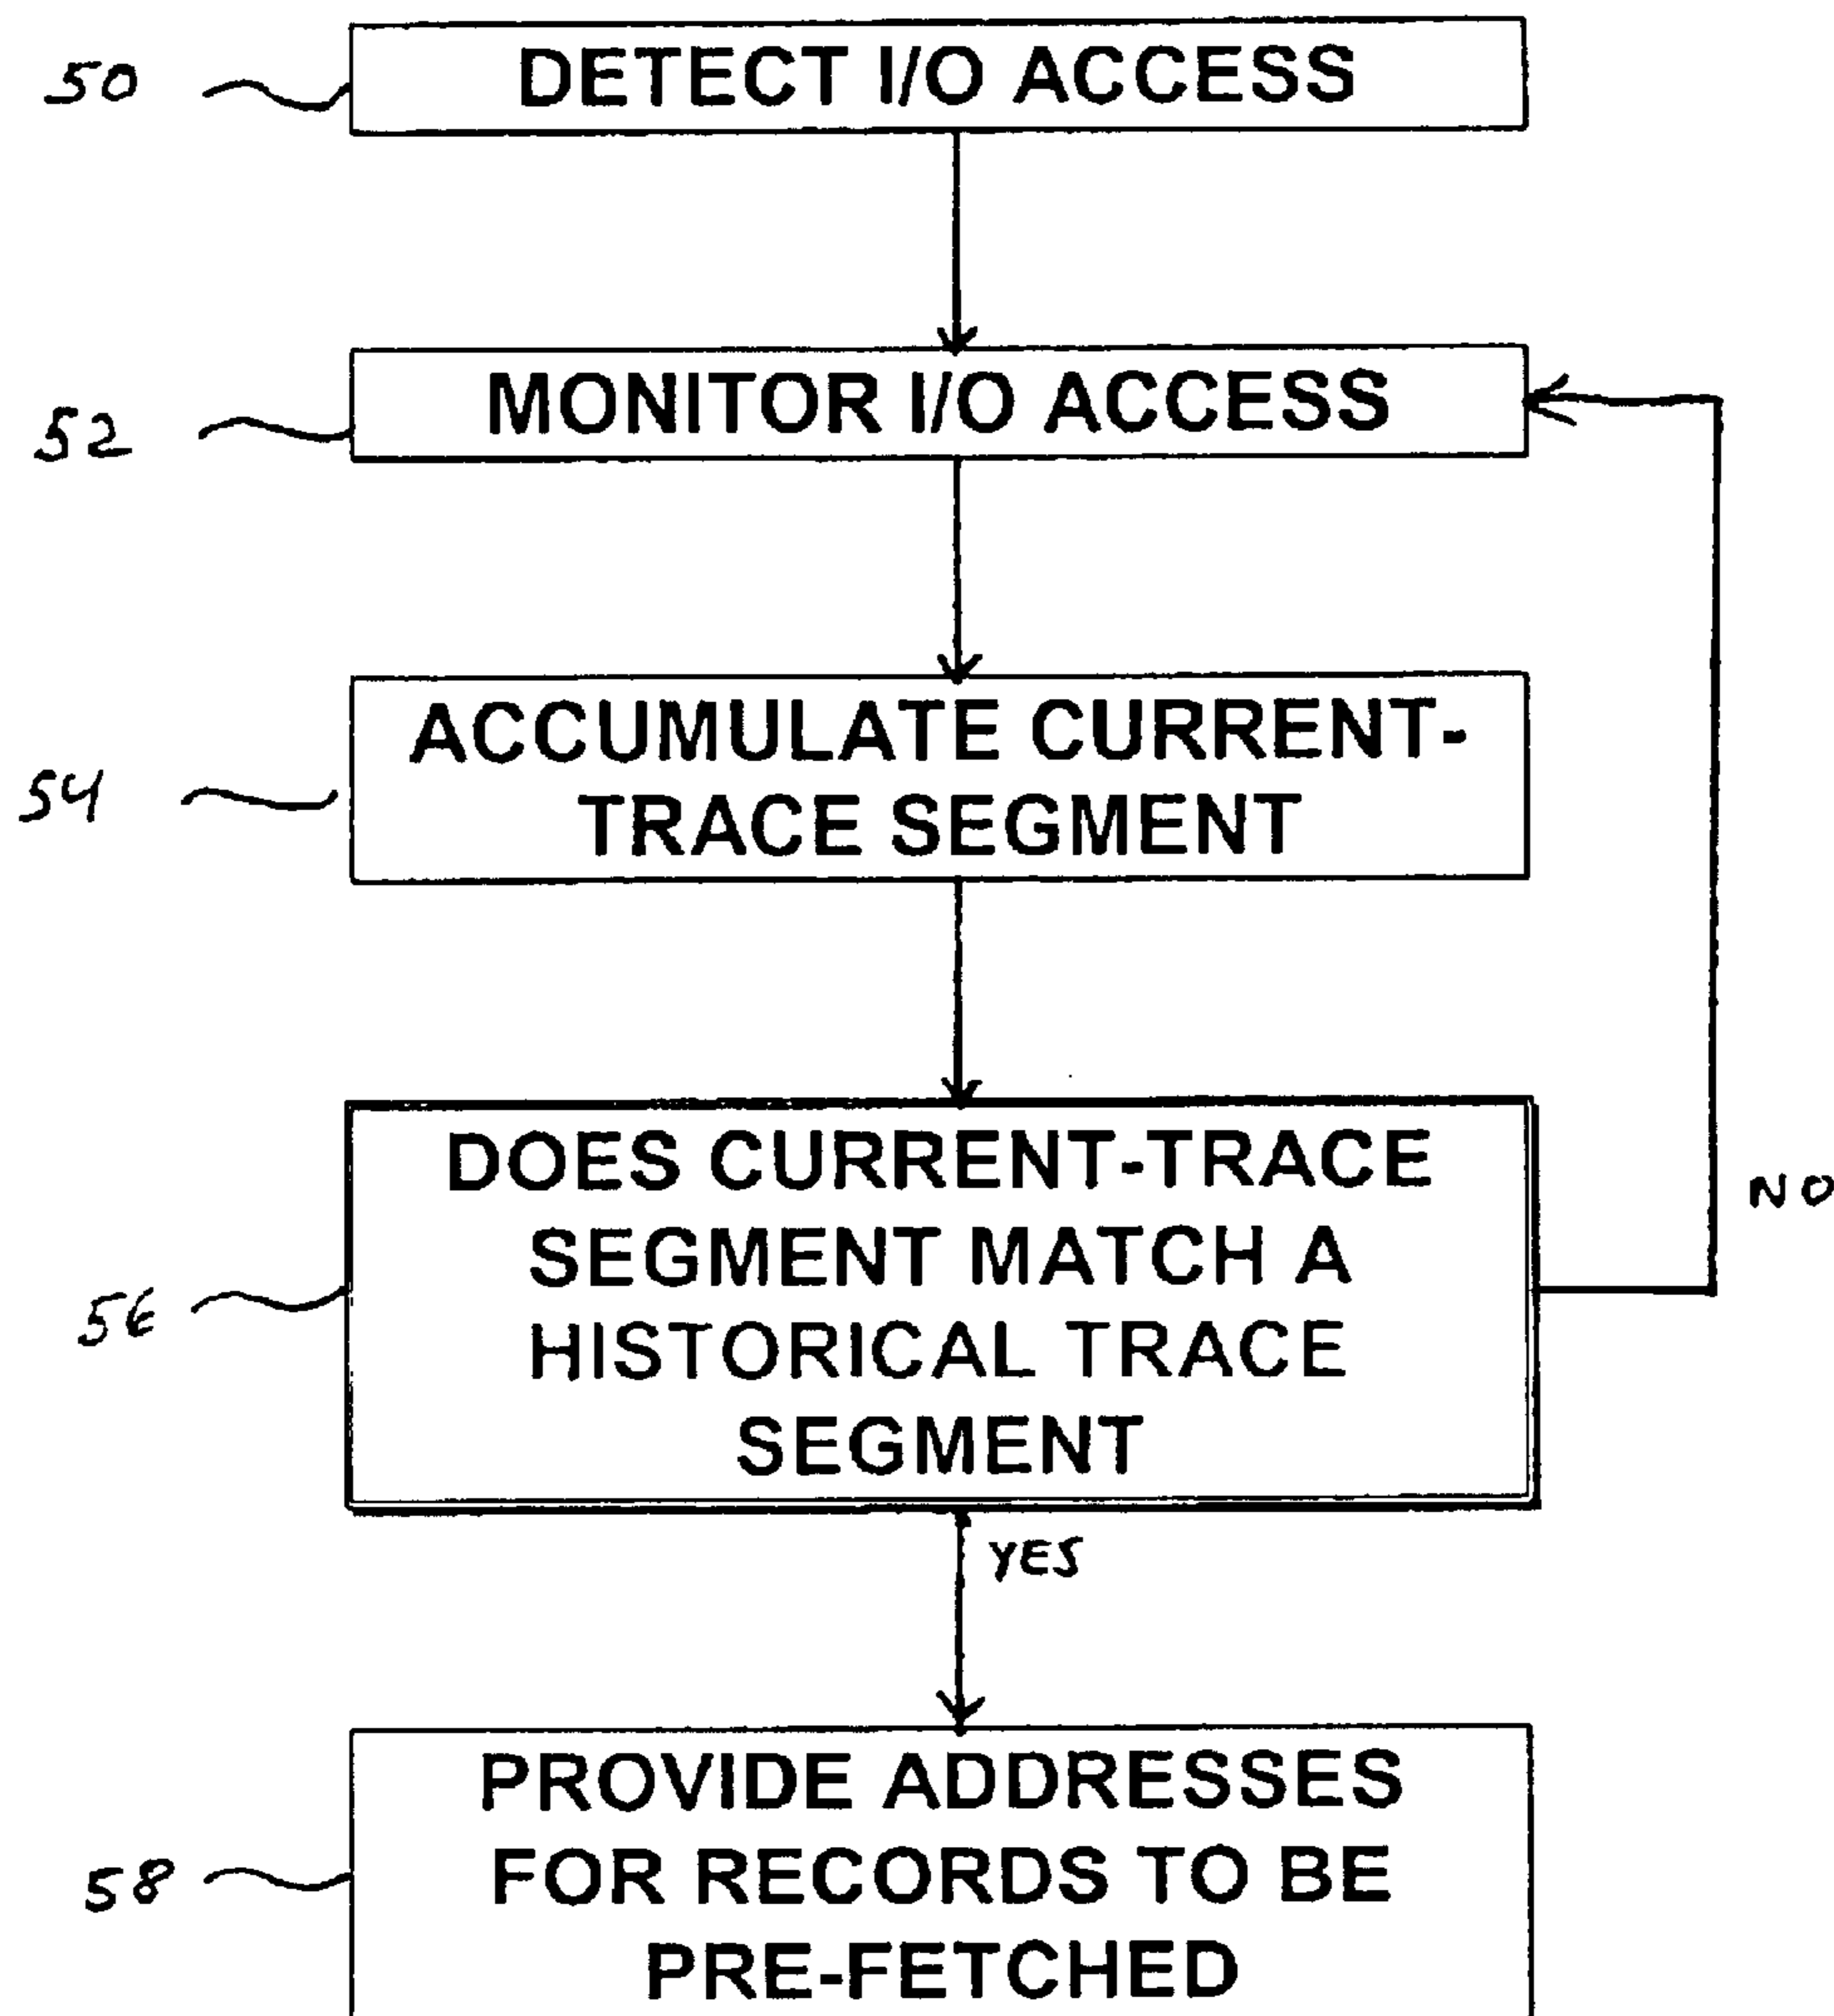 50
DETECT I/O ACCESS
52
MONITOR I/O ACCESS
54
ACCUMULATE CURRENT-
TRACE SEGMENT
56
DOES CURRENT-TRACE
SEGMENT MATCH A
HISTORICAL TRACE
SEGMENT
NO
YES
58
PROVIDE ADDRESSES
FOR RECORDS TO BE
PRE-FETCHED